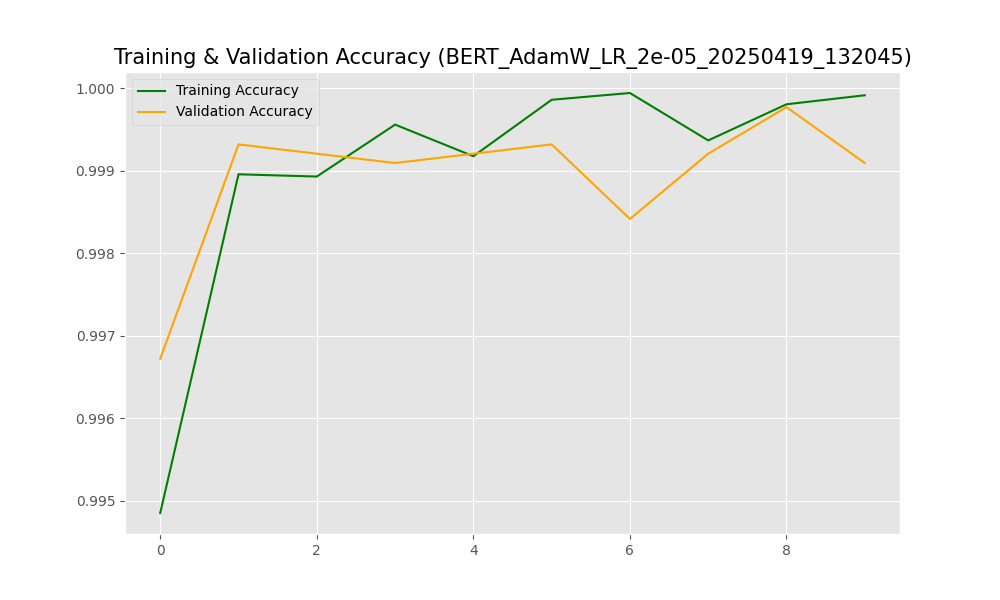 Training & Validation Accuracy (BERT_AdamW_LR_2e-05_20250419_132045)
Training Accuracy
Validation Accuracy
1.000
0.999
0.998
0.997
0.996
0.995
0 2 4 6 8